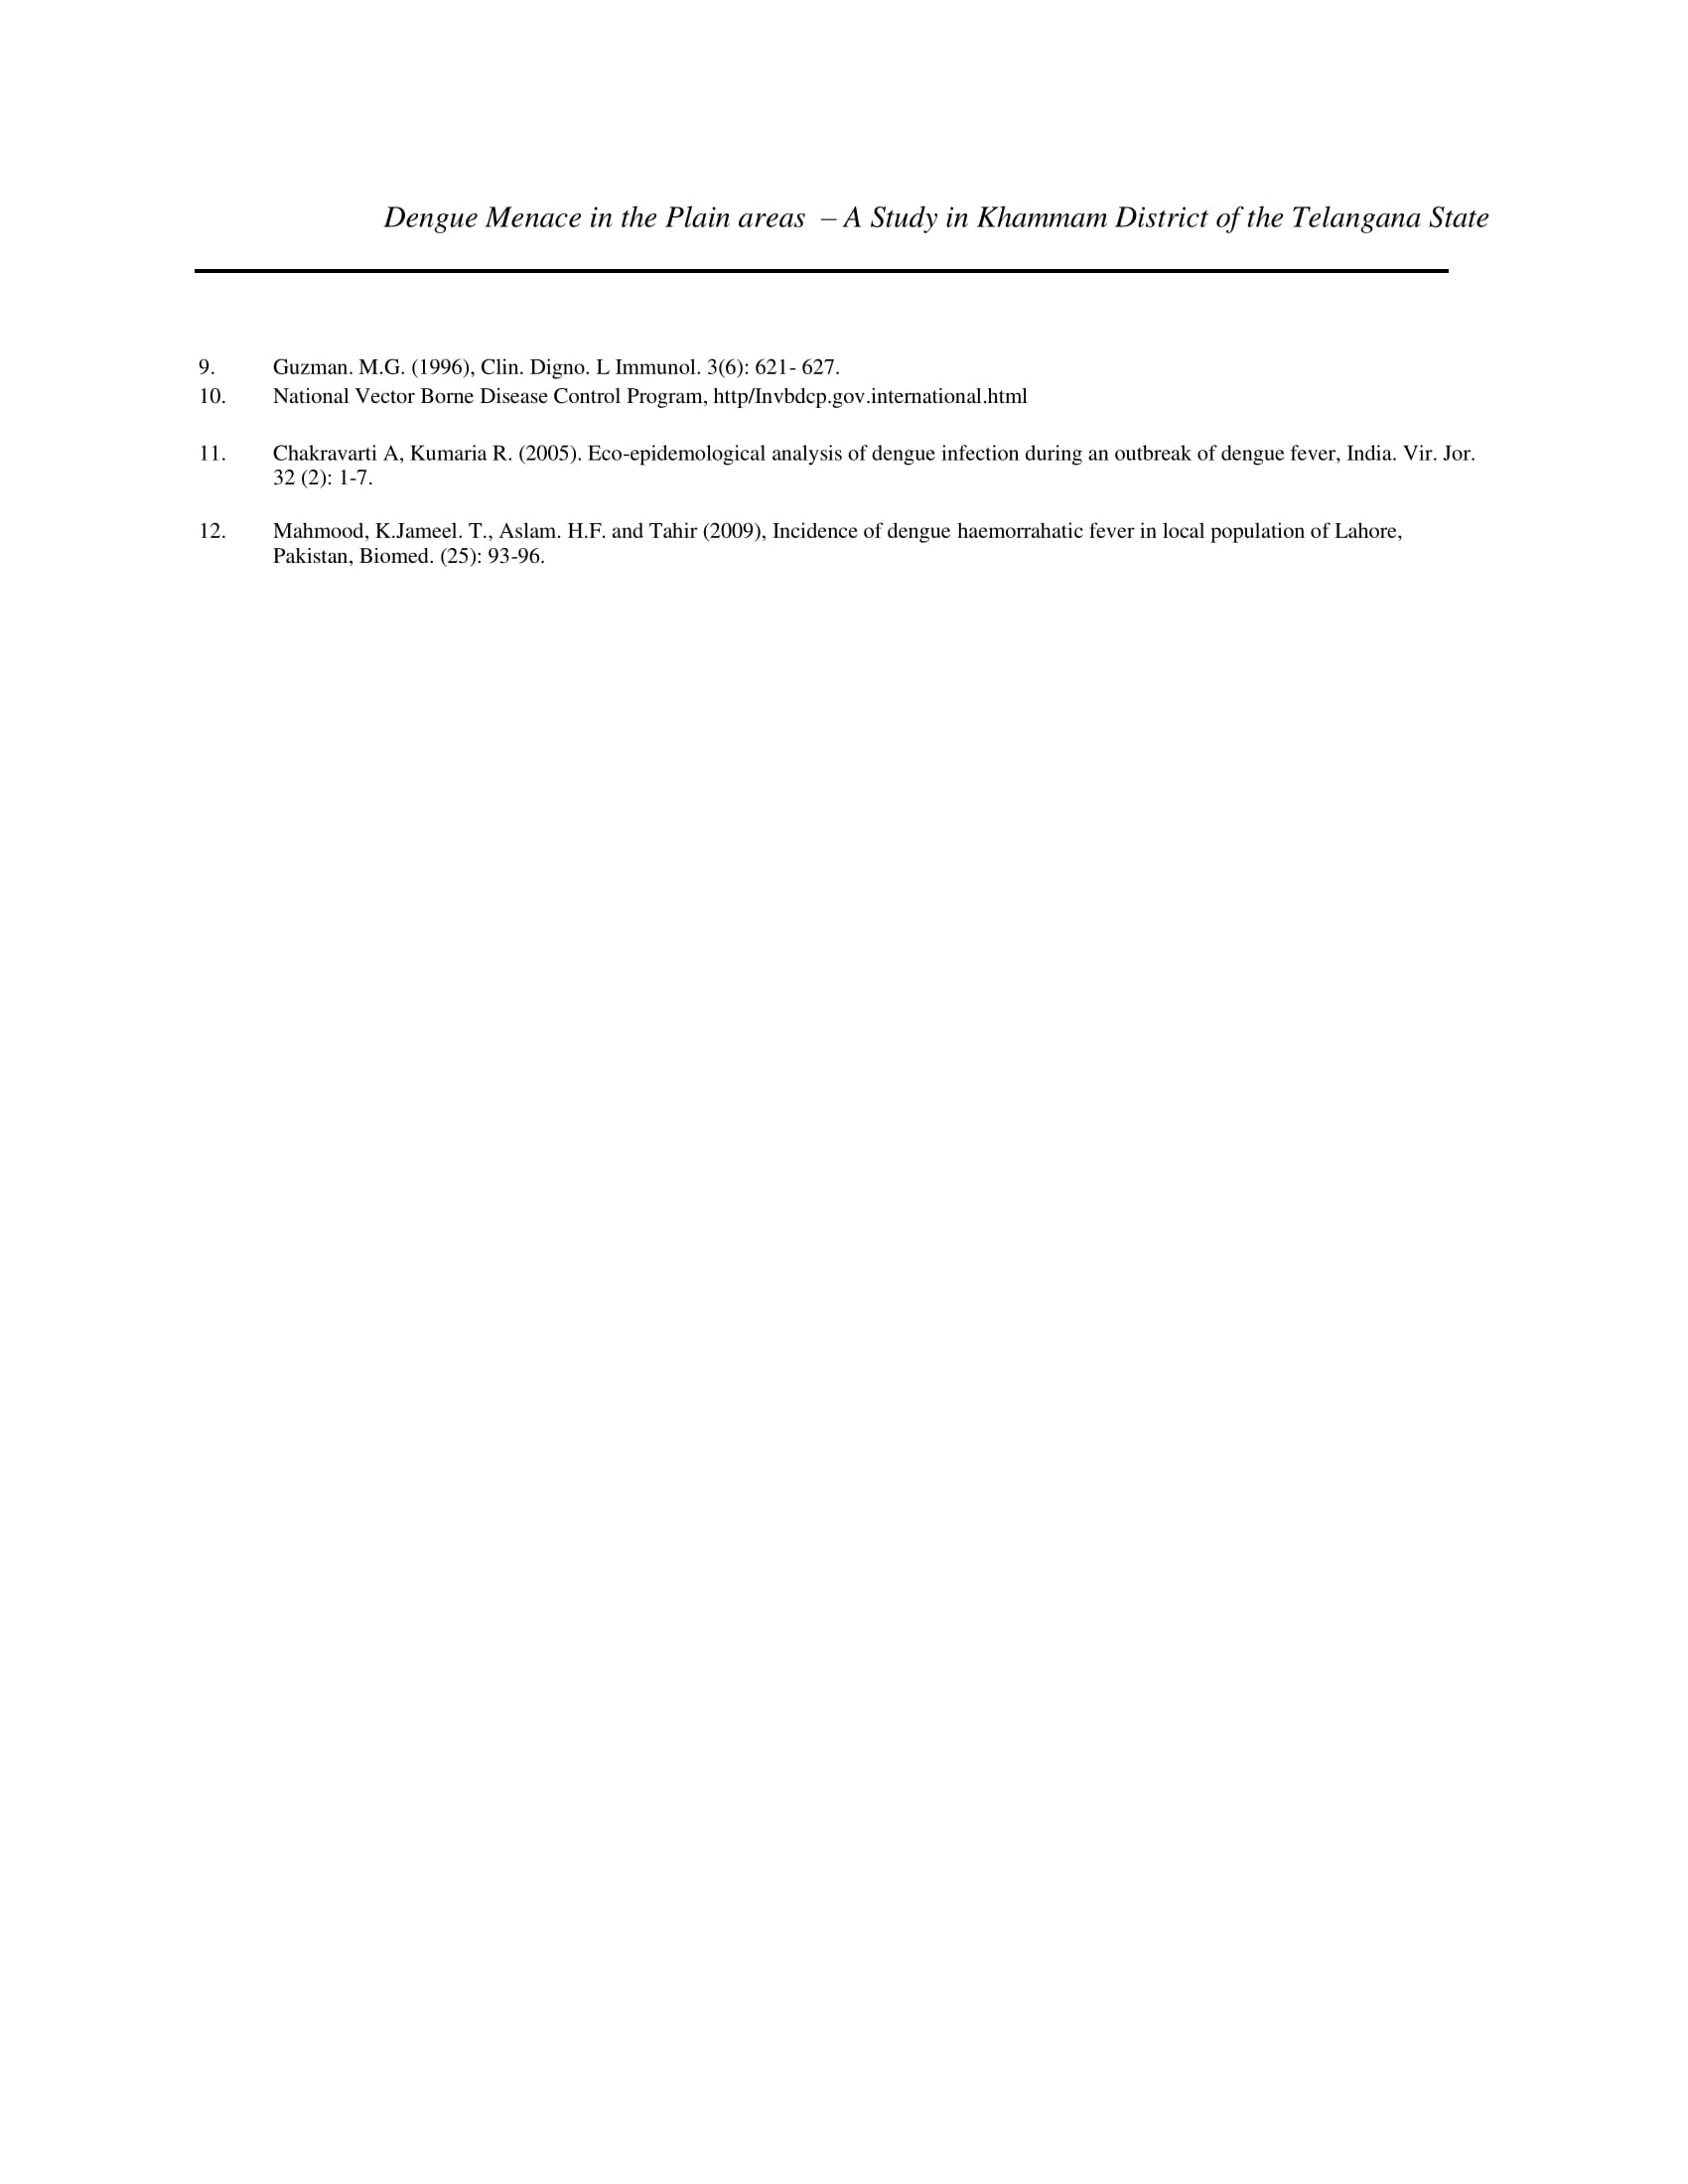 Dengue Menace in the Plain areas – A Study in Khammam District of the Telangana State
9. Guzman. M.G. (1996), Clin. Digno. L Immunol. 3(6): 621- 627.
10. National Vector Borne Disease Control Program, http/Invbdcp.gov.international.html
11. Chakravarti A, Kumaria R. (2005). Eco-epidemological analysis of dengue infection during an outbreak of dengue fever, India. Vir. Jor.
32 (2): 1-7.
12. Mahmood, K.Jameel. T., Aslam. H.F. and Tahir (2009), Incidence of dengue haemorrahatic fever in local population of Lahore,
Pakistan, Biomed. (25): 93-96.